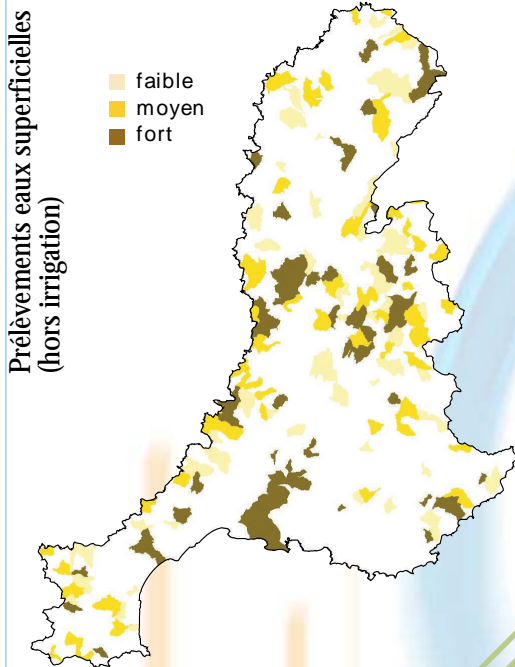 Prélèvements eaux superficielles
(hors irrigation)
faible
moyen
fort